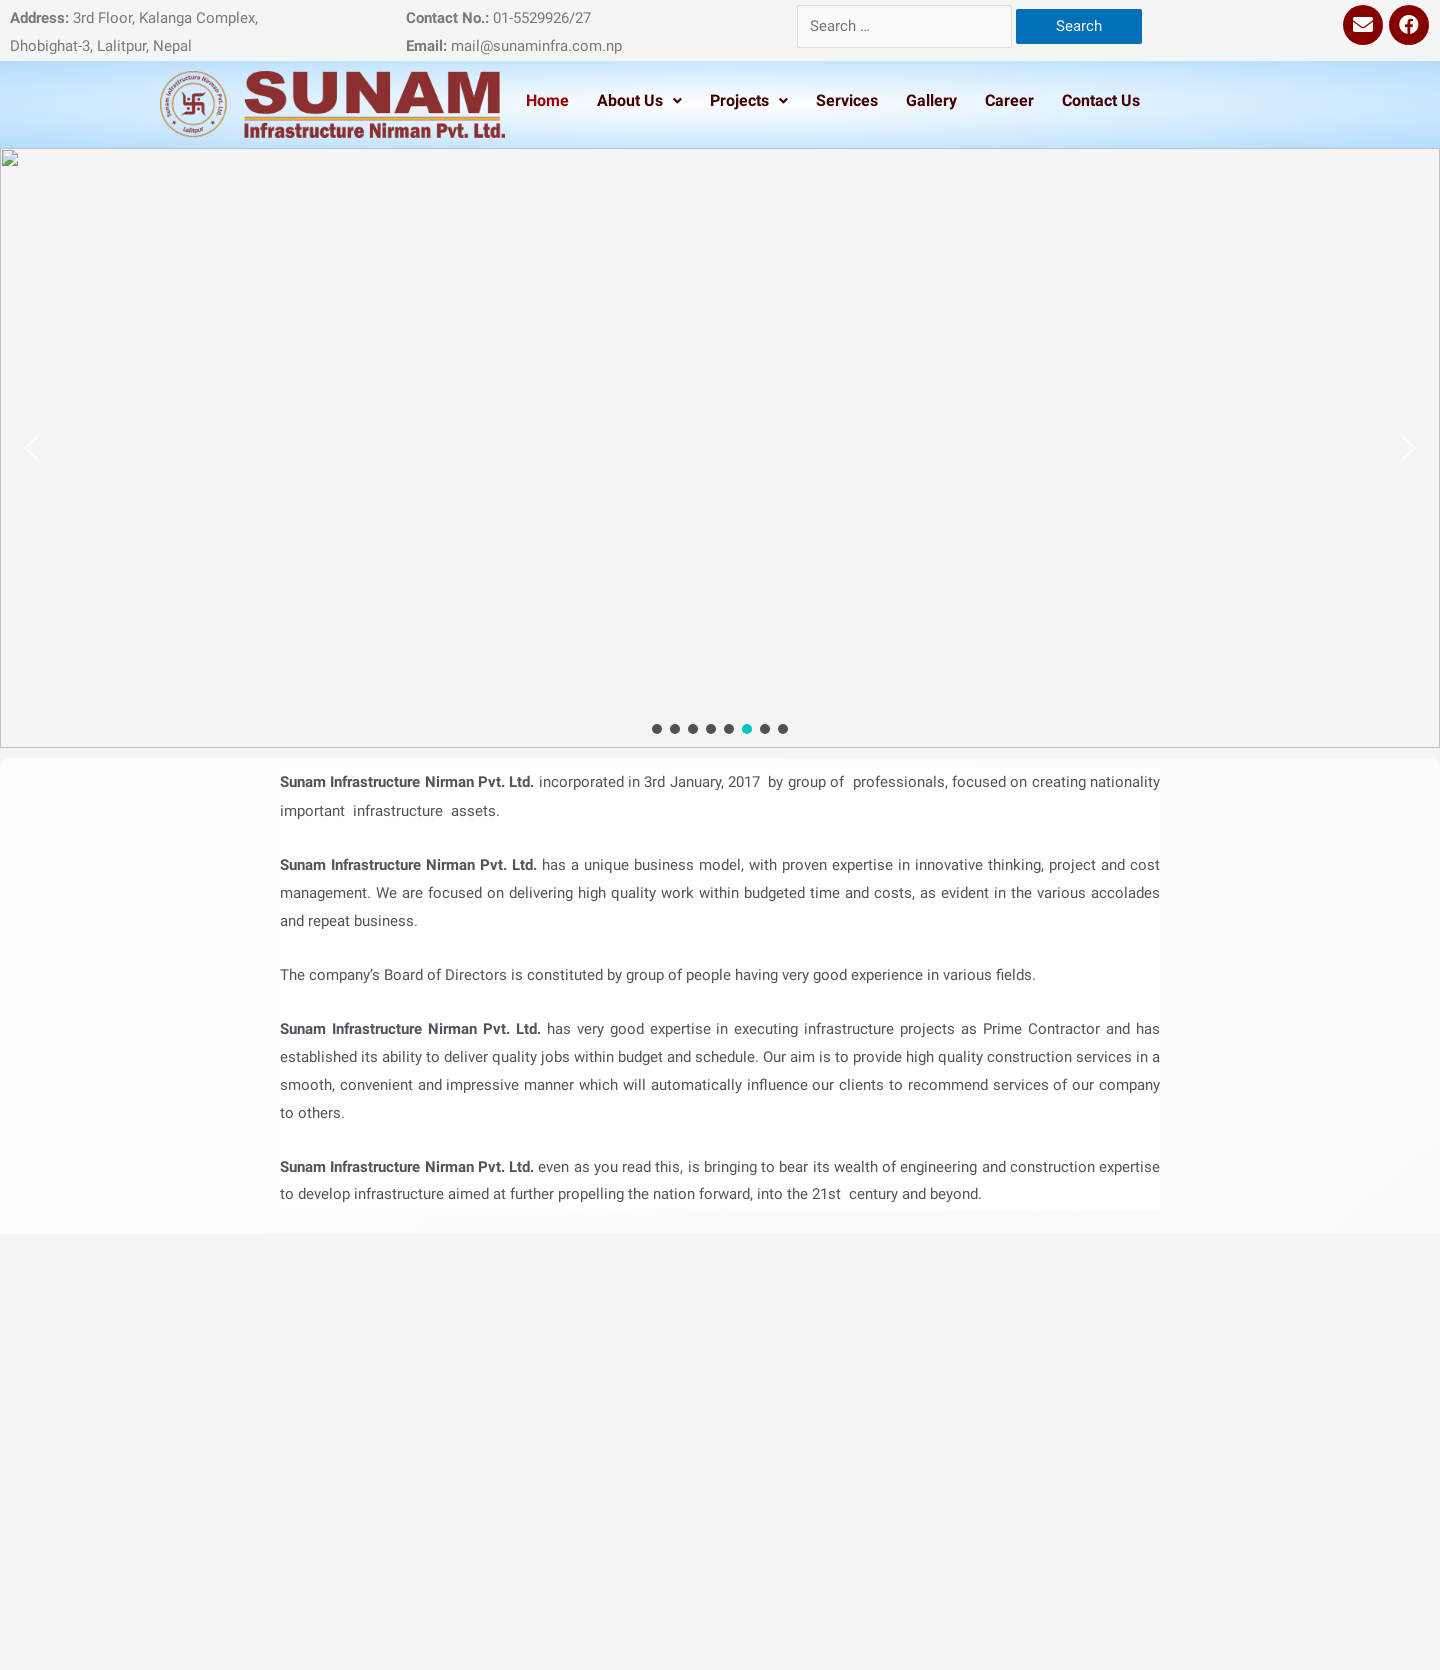 Address: 3rd Floor, Kalanga Complex,
Dhobighat-3, Lalitpur, Nepal
Contact No.: 01-5529926/27
Email: mail@sunaminfra.com.np
Search …
Search
Sunam Infrastructure Nirman Pvt. Ltd.
Lalitpur
SUNAM
Infrastructure Nirman Pvt. Ltd.
Home
About Us
Projects
Services
Gallery
Career
Contact Us
Sunam Infrastructure Nirman Pvt. Ltd. incorporated in 3rd January, 2017  by group of  professionals, focused on creating nationality
important  infrastructure  assets.
Sunam Infrastructure Nirman Pvt. Ltd. has a unique business model, with proven expertise in innovative thinking, project and cost
management. We are focused on delivering high quality work within budgeted time and costs, as evident in the various accolades
and repeat business.
The company’s Board of Directors is constituted by group of people having very good experience in various fields.
Sunam Infrastructure Nirman Pvt. Ltd. has very good expertise in executing infrastructure projects as Prime Contractor and has
established its ability to deliver quality jobs within budget and schedule. Our aim is to provide high quality construction services in a
smooth, convenient and impressive manner which will automatically influence our clients to recommend services of our company
to others.
Sunam Infrastructure Nirman Pvt. Ltd. even as you read this, is bringing to bear its wealth of engineering and construction expertise
to develop infrastructure aimed at further propelling the nation forward, into the 21st  century and beyond.